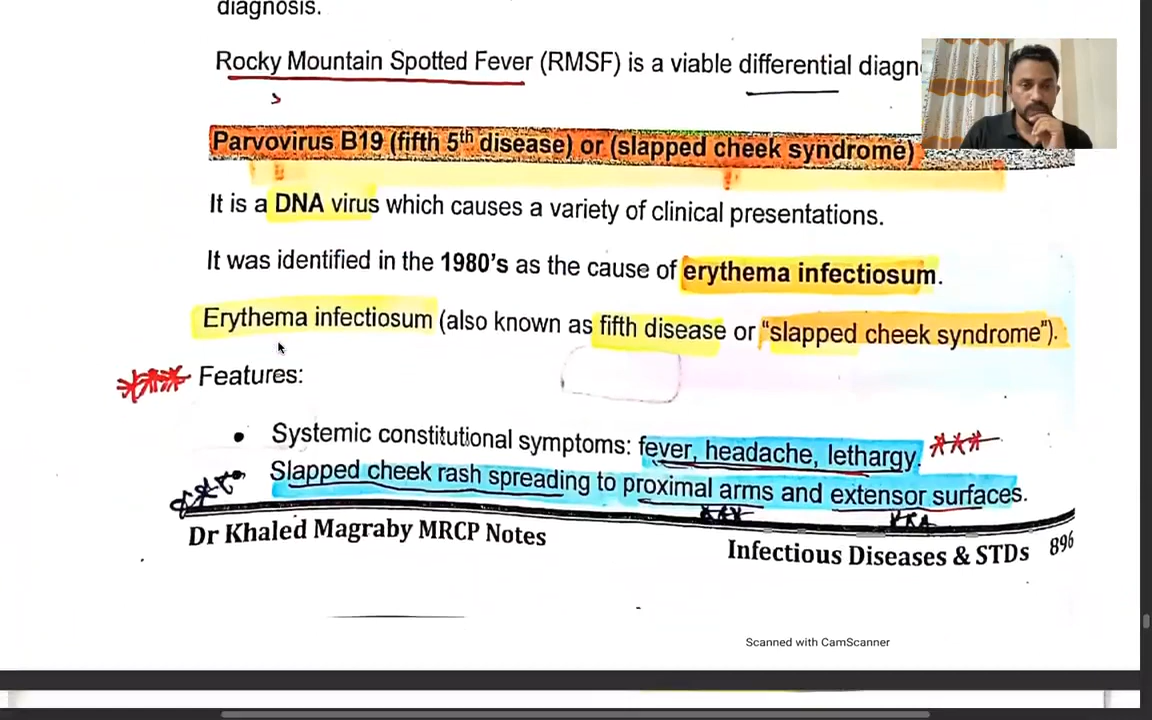 diagnosis.
Rocky Mountain Spotted Fever (RMSF) is a viable differential diagn
Parvovirus B19 (fifth 5th disease) or (slapped cheek syndrome)
It is a DNA virus which causes a variety of clinical presentations.
It was identified in the 1980's as the cause of erythema infectiosum.
Erythema infectiosum (also known as fifth disease or "slapped cheek syndrome").
Features:
• Systemic constitutional symptoms: fever, headache, lethargy.
Slapped cheek rash spreading to proximal arms and extensor surfaces.
Dr Khaled Magraby MRCP Notes
Infectious Diseases & STDs 896
Scanned with CamScanner